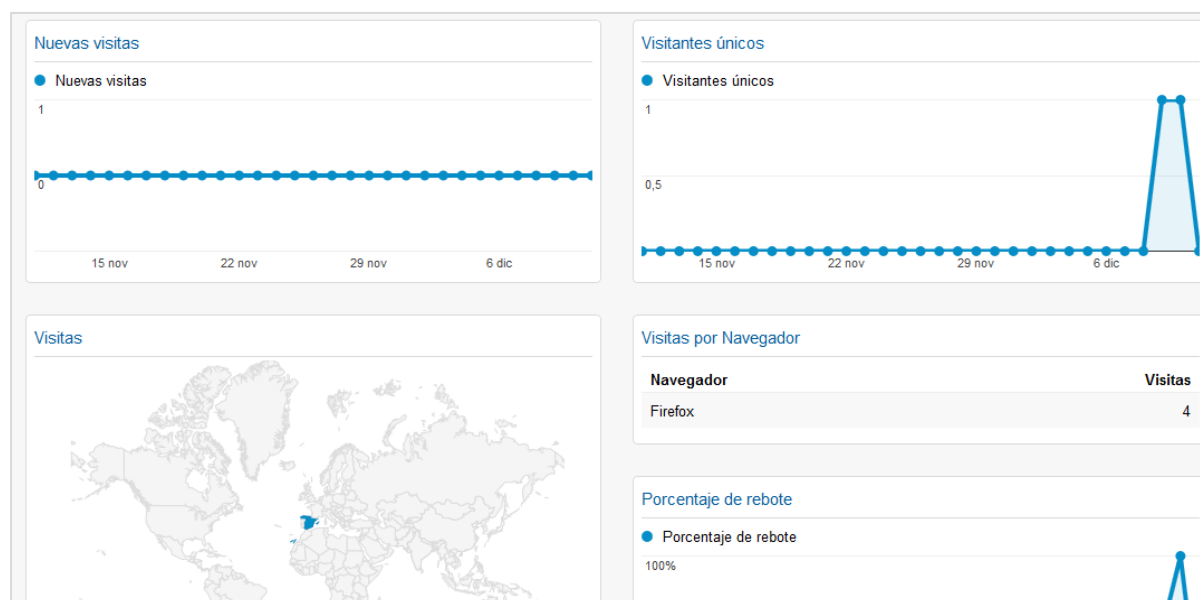 Nuevas visitas
Nuevas visitas
1
0
15 nov 22 nov 29 nov 6 dic
Visitantes únicos
Visitantes únicos
1
0,5
15 nov 22 nov 29 nov 6 dic
Visitas
Visitas por Navegador
Navegador Visitas
Firefox 4
Porcentaje de rebote
Porcentaje de rebote
100%